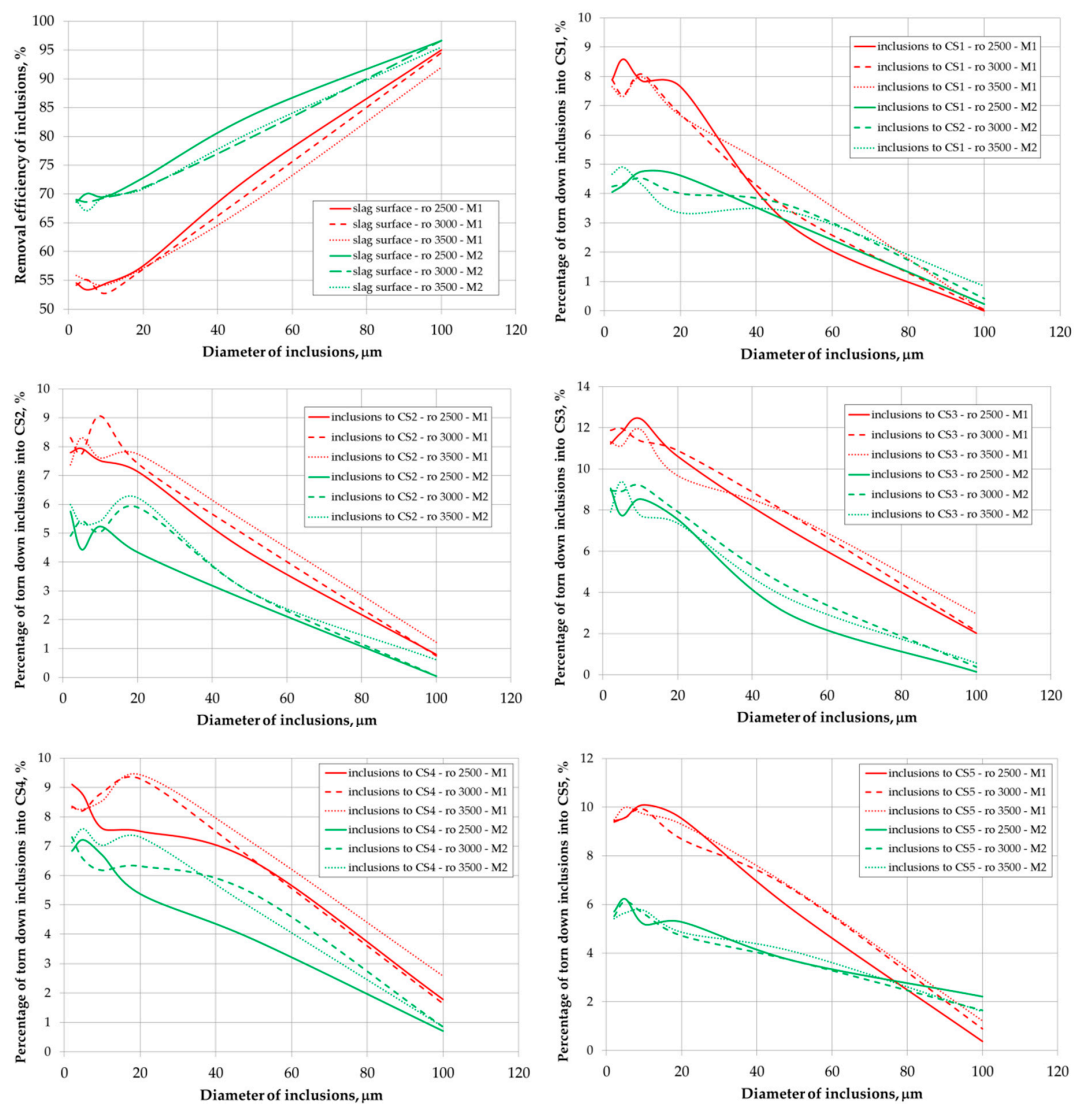 Removal efficiency of inclusions, %
100
95
90
85
80
75
70
65
60
55
50
0 20 40 60 80 100 120
Diameter of inclusions, µm
slag surface - ro 2500 - M1
slag surface - ro 3000 - M1
slag surface - ro 3500 - M1
slag surface - ro 2500 - M2
slag surface - ro 3000 - M2
slag surface - ro 3500 - M2
Percentage of torn down inclusions into CS1, %
10
9
8
7
6
5
4
3
2
1
0
0 20 40 60 80 100 120
Diameter of inclusions, µm
inclusions to CS1 - ro 2500 - M1
inclusions to CS1 - ro 3000 - M1
inclusions to CS1 - ro 3500 - M1
inclusions to CS1 - ro 2500 - M2
inclusions to CS2 - ro 3000 - M2
inclusions to CS1 - ro 3500 - M2
Percentage of torn down inclusions into CS2, %
10
9
8
7
6
5
4
3
2
1
0
0 20 40 60 80 100 120
Diameter of inclusions, µm
inclusions to CS2 - ro 2500 - M1
inclusions to CS2 - ro 3000 - M1
inclusions to CS2 - ro 3500 - M1
inclusions to CS2 - ro 2500 - M2
inclusions to CS2 - ro 3000 - M2
inclusions to CS2 - ro 3500 - M2
Percentage of torn down inclusions into CS3, %
14
12
10
8
6
4
2
0
0 20 40 60 80 100 120
Diameter of inclusions, µm
inclusions to CS3 - ro 2500 - M1
inclusions to CS3 - ro 3000 - M1
inclusions to CS3 - ro 3500 - M1
inclusions to CS3 - ro 2500 - M2
inclusions to CS3 - ro 3000 - M2
inclusions to CS3 - ro 3500 - M2
Percentage of torn down inclusions into CS4, %
10
9
8
7
6
5
4
3
2
1
0
0 20 40 60 80 100 120
Diameter of inclusions, µm
inclusions to CS4 - ro 2500 - M1
inclusions to CS4 - ro 3000 - M1
inclusions to CS4 - ro 3500 - M1
inclusions to CS4 - ro 2500 - M2
inclusions to CS4 - ro 3000 - M2
inclusions to CS4 - ro 3500 - M2
Percentage of torn down inclusions into CS5, %
12
10
8
6
4
2
0
0 20 40 60 80 100 120
Diameter of inclusions, µm
inclusions to CS5 - ro 2500 - M1
inclusions to CS5 - ro 3000 - M1
inclusions to CS5 - ro 3500 - M1
inclusions to CS5 - ro 2500 - M2
inclusions to CS5 - ro 3000 - M2
inclusions to CS5 - ro 3500 - M2